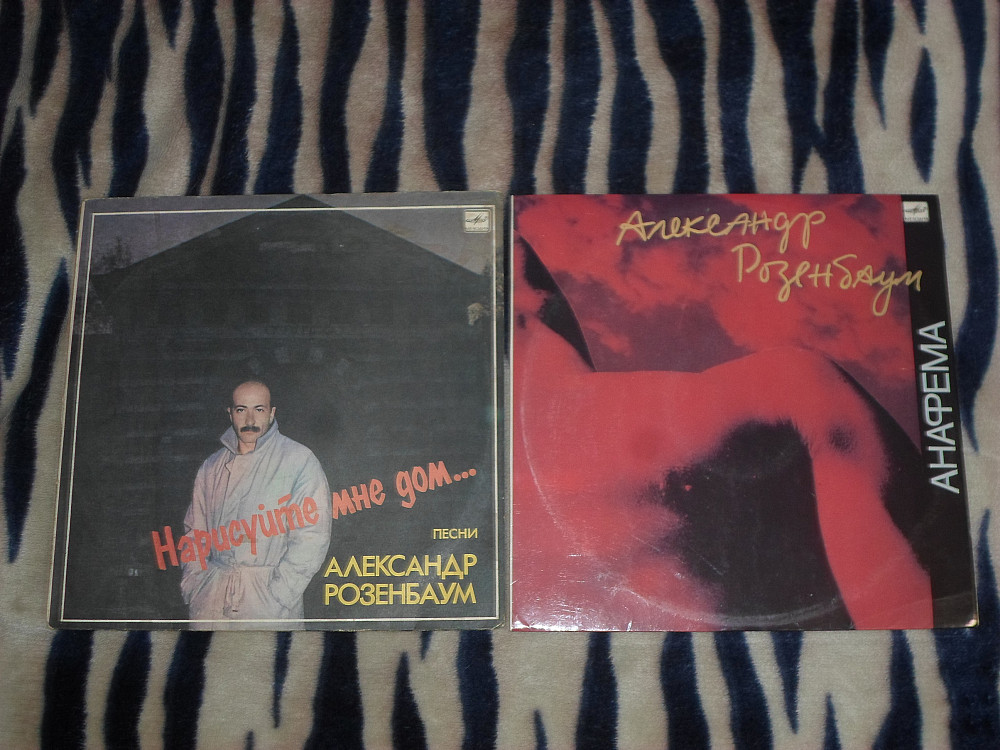 Нарисуйте мне дом...
ПЕСНИ
АЛЕКСАНДР
РОЗЕНБАУМ
Александр
Розенбаум
АНАФЕМА